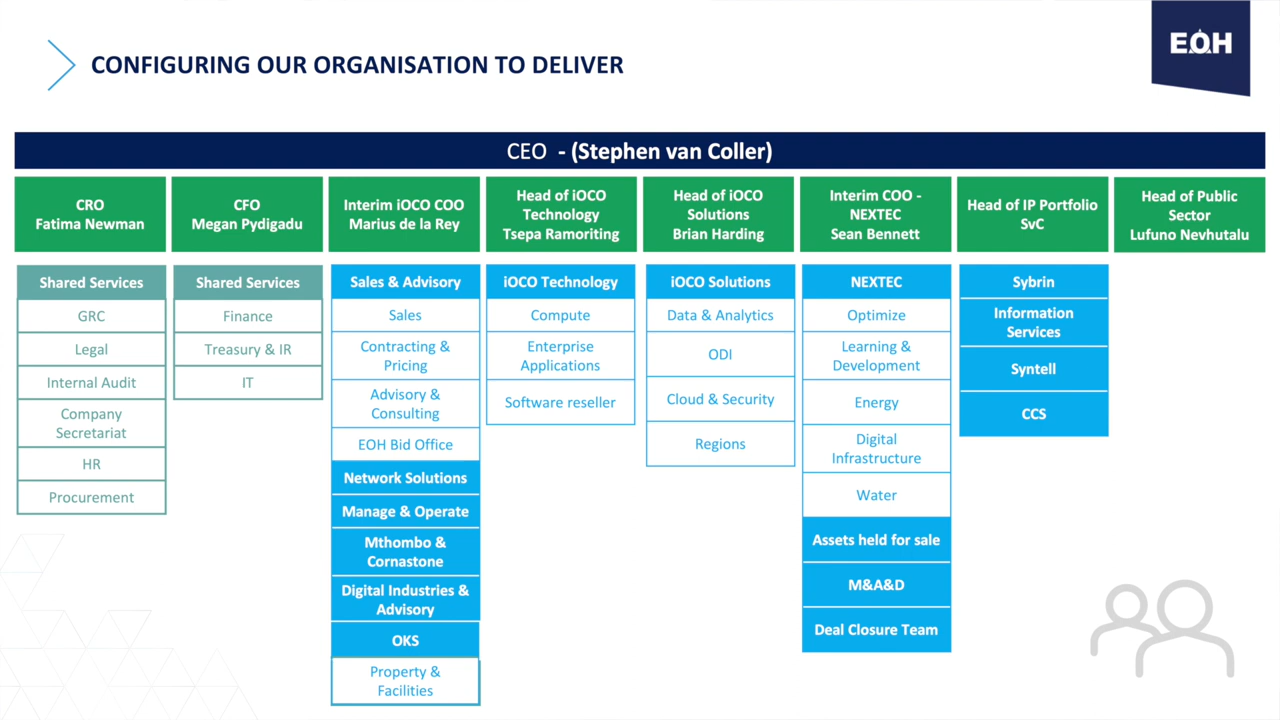 EOH
CONFIGURING OUR ORGANISATION TO DELIVER
CEO - (Stephen van Coller)
CRO
Fatima Newman
CFO
Megan Pydigadu
Interim iOCO COO
Marius de la Rey
Head of iOCO
Technology
Tsepa Ramoriting
Head of iOCO
Solutions
Brian Harding
Interim COO -
NEXTEC
Sean Bennett
Head of IP Portfolio
SvC
Head of Public
Sector
Lufuno Nevhutalu
Shared Services
GRC
Legal
Internal Audit
Company
Secretariat
HR
Procurement
Shared Services
Finance
Treasury & IR
IT
Sales & Advisory
Sales
Contracting &
Pricing
Advisory &
Consulting
EOH Bid Office
Network Solutions
Manage & Operate
Mthombo &
Cornastone
Digital Industries &
Advisory
OKS
Property &
Facilities
iOCO Technology
Compute
Enterprise
Applications
Software reseller
iOCO Solutions
Data & Analytics
ODI
Cloud & Security
Regions
NEXTEC
Optimize
Learning &
Development
Energy
Digital
Infrastructure
Water
Assets held for sale
M&A&D
Deal Closure Team
Sybrin
Information
Services
Syntell
CCS